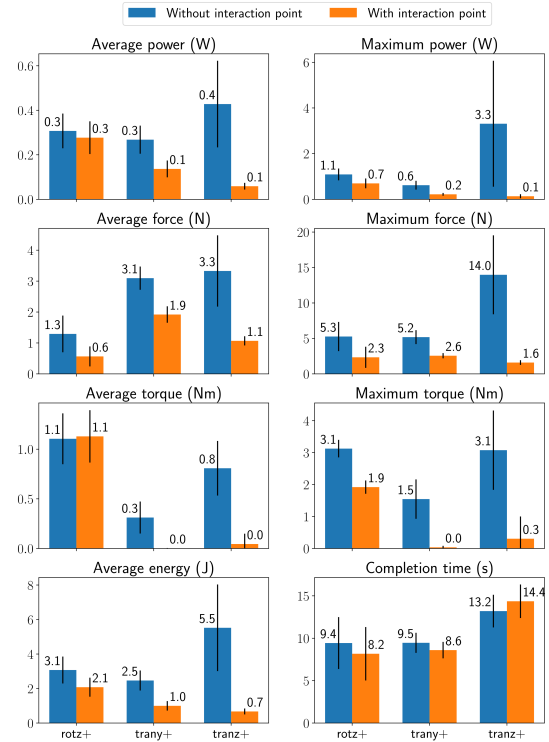 Without interaction point With interaction point
Average power (W) Maximum power (W)
0.6
0.4
0.2
0.0
0.3 0.3 0.3 0.1 0.4 0.1
6
4
2
0
1.1 0.7 0.6 0.2 3.3 0.1
Average force (N) Maximum force (N)
4
3
2
1
0
1.3 0.6 3.1 1.9 3.3 1.1
20
15
10
5
0
5.3 2.3 5.2 2.6 14.0 1.6
Average torque (Nm) Maximum torque (Nm)
1.0
0.5
0.0
1.1 1.1 0.3 0.0 0.8 0.0
4
3
2
1
0
3.1 1.9 1.5 0.0 3.1 0.3
Average energy (J) Completion time (s)
8
6
4
2
0
3.1 2.1 2.5 1.0 5.5 0.7
15
10
5
0
9.4 8.2 9.5 8.6 13.2 14.4
rotz+ trany+ tranz+ rotz+ trany+ tranz+